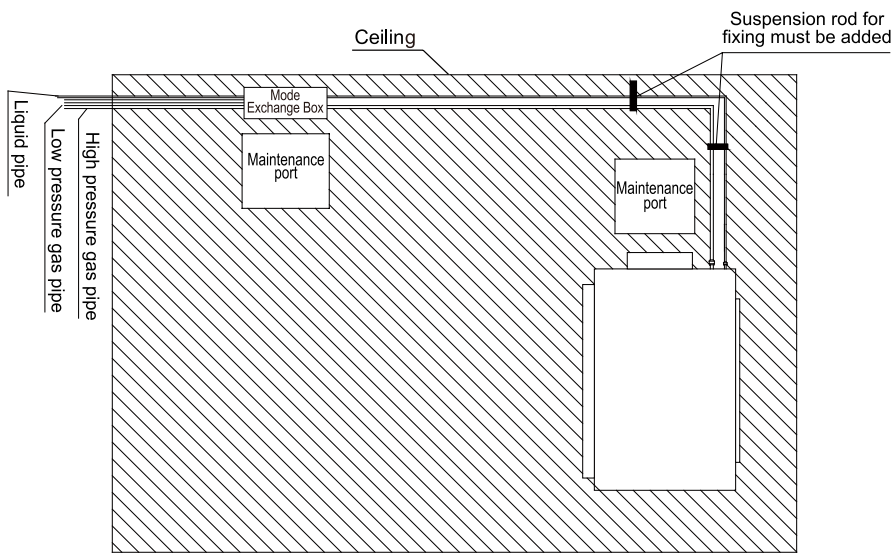 Suspension rod for
fixing must be added
Ceiling
Mode
Exchange Box
Maintenance
port
Maintenance
port
Liquid pipe
Low pressure gas pipe
High pressure gas pipe